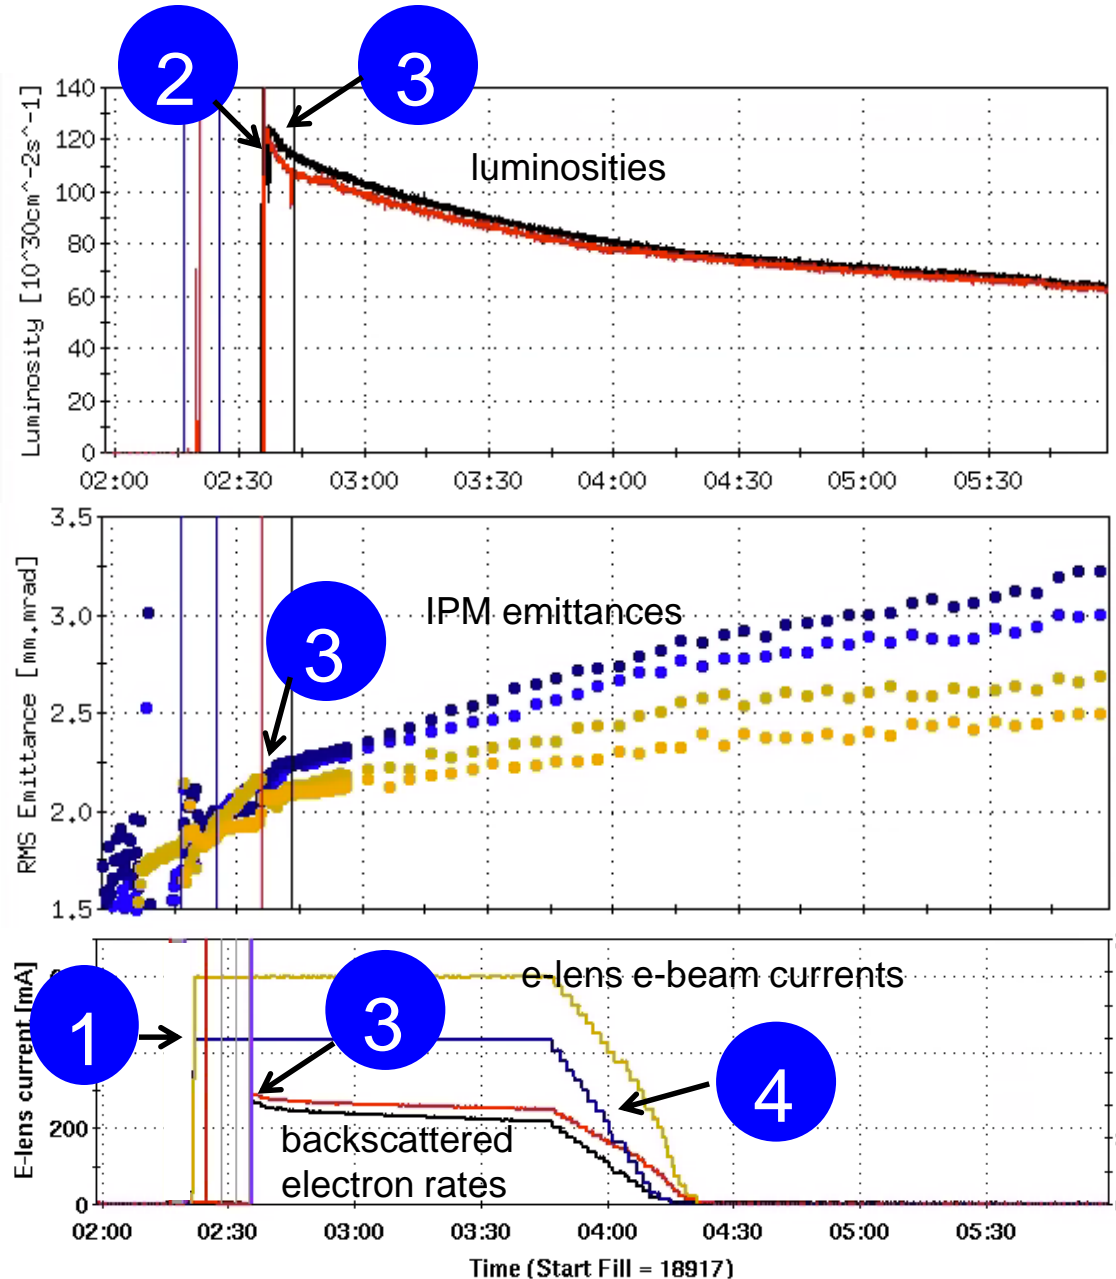 2
3
140
120
100
80
60
40
20
0
Luminosity [10^30cm^-2s^-1]
luminosities
02:00 02:30 03:00 03:30 04:00 04:30 05:00 05:30
3.5
3.0
2.5
2.0
1.5
RMS Emittance [mm.mrad]
IPM emittances
3
E-lens current [mA]
e-lens e-beam currents
1
3
4
200
0
backscattered
electron rates
02:00 02:30 03:00 03:30 04:00 04:30 05:00 05:30
Time (Start Fill = 18917)